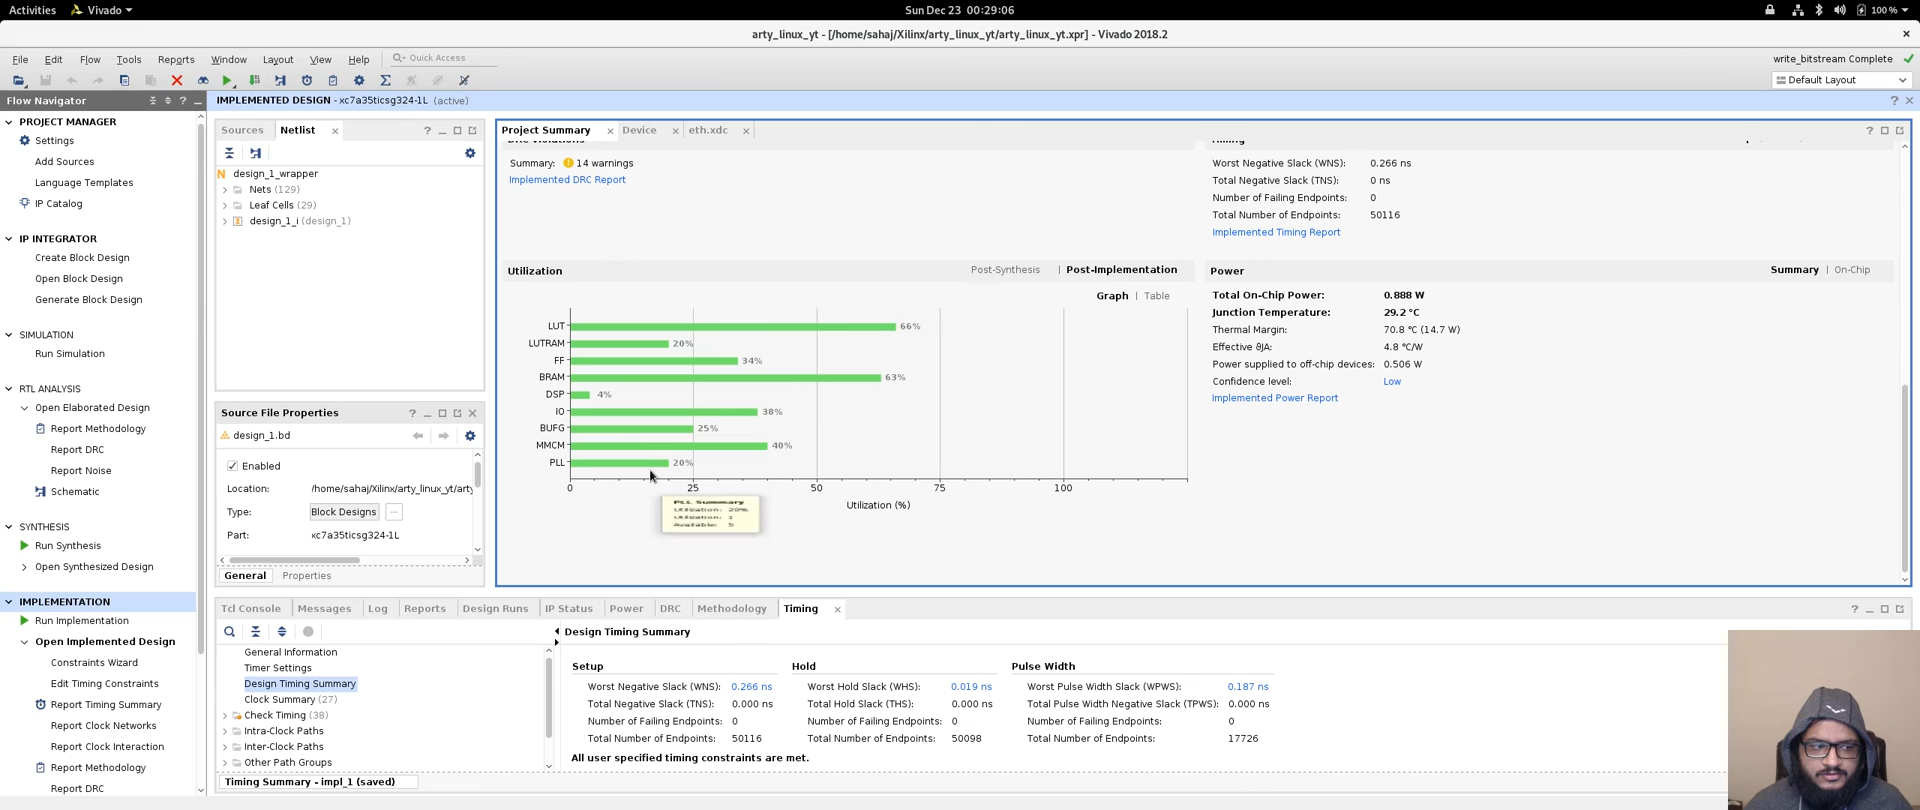 Activities Vivado Sun Dec 23 00:29:06 100 %
arty_linux_yt - [/home/sahaj/Xilinx/arty_linux_yt/arty_linux_yt.xpr] - Vivado 2018.2
File Edit Flow Tools Reports Window Layout View Help Quick Access write_bitstream Complete
Default Layout
Flow Navigator IMPLEMENTED DESIGN - xc7a35ticsg324-1L (active)
PROJECT MANAGER
Settings
Add Sources
Language Templates
IP Catalog
IP INTEGRATOR
Create Block Design
Open Block Design
Generate Block Design
SIMULATION
Run Simulation
RTL ANALYSIS
Open Elaborated Design
Report Methodology
Report DRC
Report Noise
Schematic
SYNTHESIS
Run Synthesis
Open Synthesized Design
IMPLEMENTATION
Run Implementation
Open Implemented Design
Constraints Wizard
Edit Timing Constraints
Report Timing Summary
Report Clock Networks
Report Clock Interaction
Report Methodology
Report DRC
Sources Netlist
design_1_wrapper
Nets (129)
Leaf Cells (29)
design_1_i (design_1)
Source File Properties
design_1.bd
Enabled
Location: /home/sahaj/Xilinx/arty_linux_yt/arty
Type: Block Designs
Part: xc7a35ticsg324-1L
General Properties
Project Summary Device eth.xdc
DRC Violations
Summary: 14 warnings
Implemented DRC Report
Timing
Worst Negative Slack (WNS): 0.266 ns
Total Negative Slack (TNS): 0 ns
Number of Failing Endpoints: 0
Total Number of Endpoints: 50116
Implemented Timing Report
Utilization Post-Synthesis | Post-Implementation
Graph | Table
LUT 66%
LUTRAM 20%
FF 34%
BRAM 63%
DSP 4%
IO 38%
BUFG 25%
MMCM 40%
PLL 20%
0 25 50 75 100
Utilization (%)
PLL Summary
Utilization: 20%
Utilization: 1
Available: 5
Power Summary | On-Chip
Total On-Chip Power: 0.888 W
Junction Temperature: 29.2 °C
Thermal Margin: 70.8 °C (14.7 W)
Effective ϑJA: 4.8 °C/W
Power supplied to off-chip devices: 0.506 W
Confidence level: Low
Implemented Power Report
Tcl Console Messages Log Reports Design Runs IP Status Power DRC Methodology Timing
General Information
Timer Settings
Design Timing Summary
Clock Summary (27)
Check Timing (38)
Intra-Clock Paths
Inter-Clock Paths
Other Path Groups
Timing Summary - impl_1 (saved)
Design Timing Summary
Setup Hold Pulse Width
Worst Negative Slack (WNS): 0.266 ns Worst Hold Slack (WHS): 0.019 ns Worst Pulse Width Slack (WPWS): 0.187 ns
Total Negative Slack (TNS): 0.000 ns Total Hold Slack (THS): 0.000 ns Total Pulse Width Negative Slack (TPWS): 0.000 ns
Number of Failing Endpoints: 0 Number of Failing Endpoints: 0 Number of Failing Endpoints: 0
Total Number of Endpoints: 50116 Total Number of Endpoints: 50098 Total Number of Endpoints: 17726
All user specified timing constraints are met.